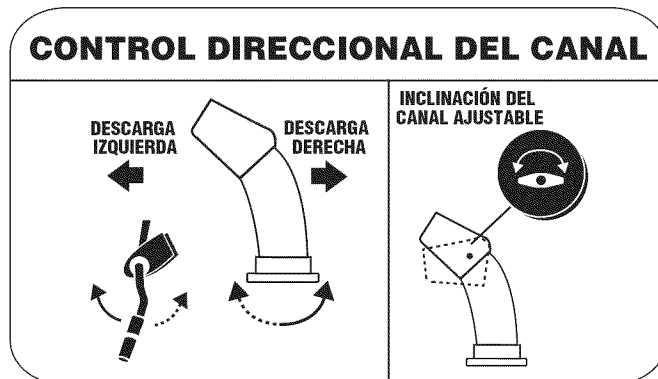 CONTROL DIRECCIONAL DEL CANAL
DESCARGA
IZQUIERDA
DESCARGA
DERECHA
INCLINACIÓN DEL
CANAL AJUSTABLE